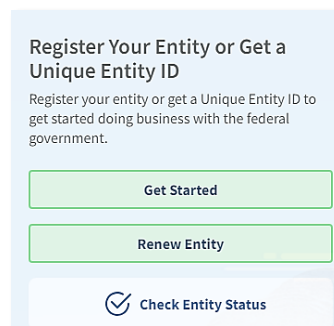 Register Your Entity or Get a
Unique Entity ID
Register your entity or get a Unique Entity ID to
get started doing business with the federal
government.
Get Started
Renew Entity
Check Entity Status